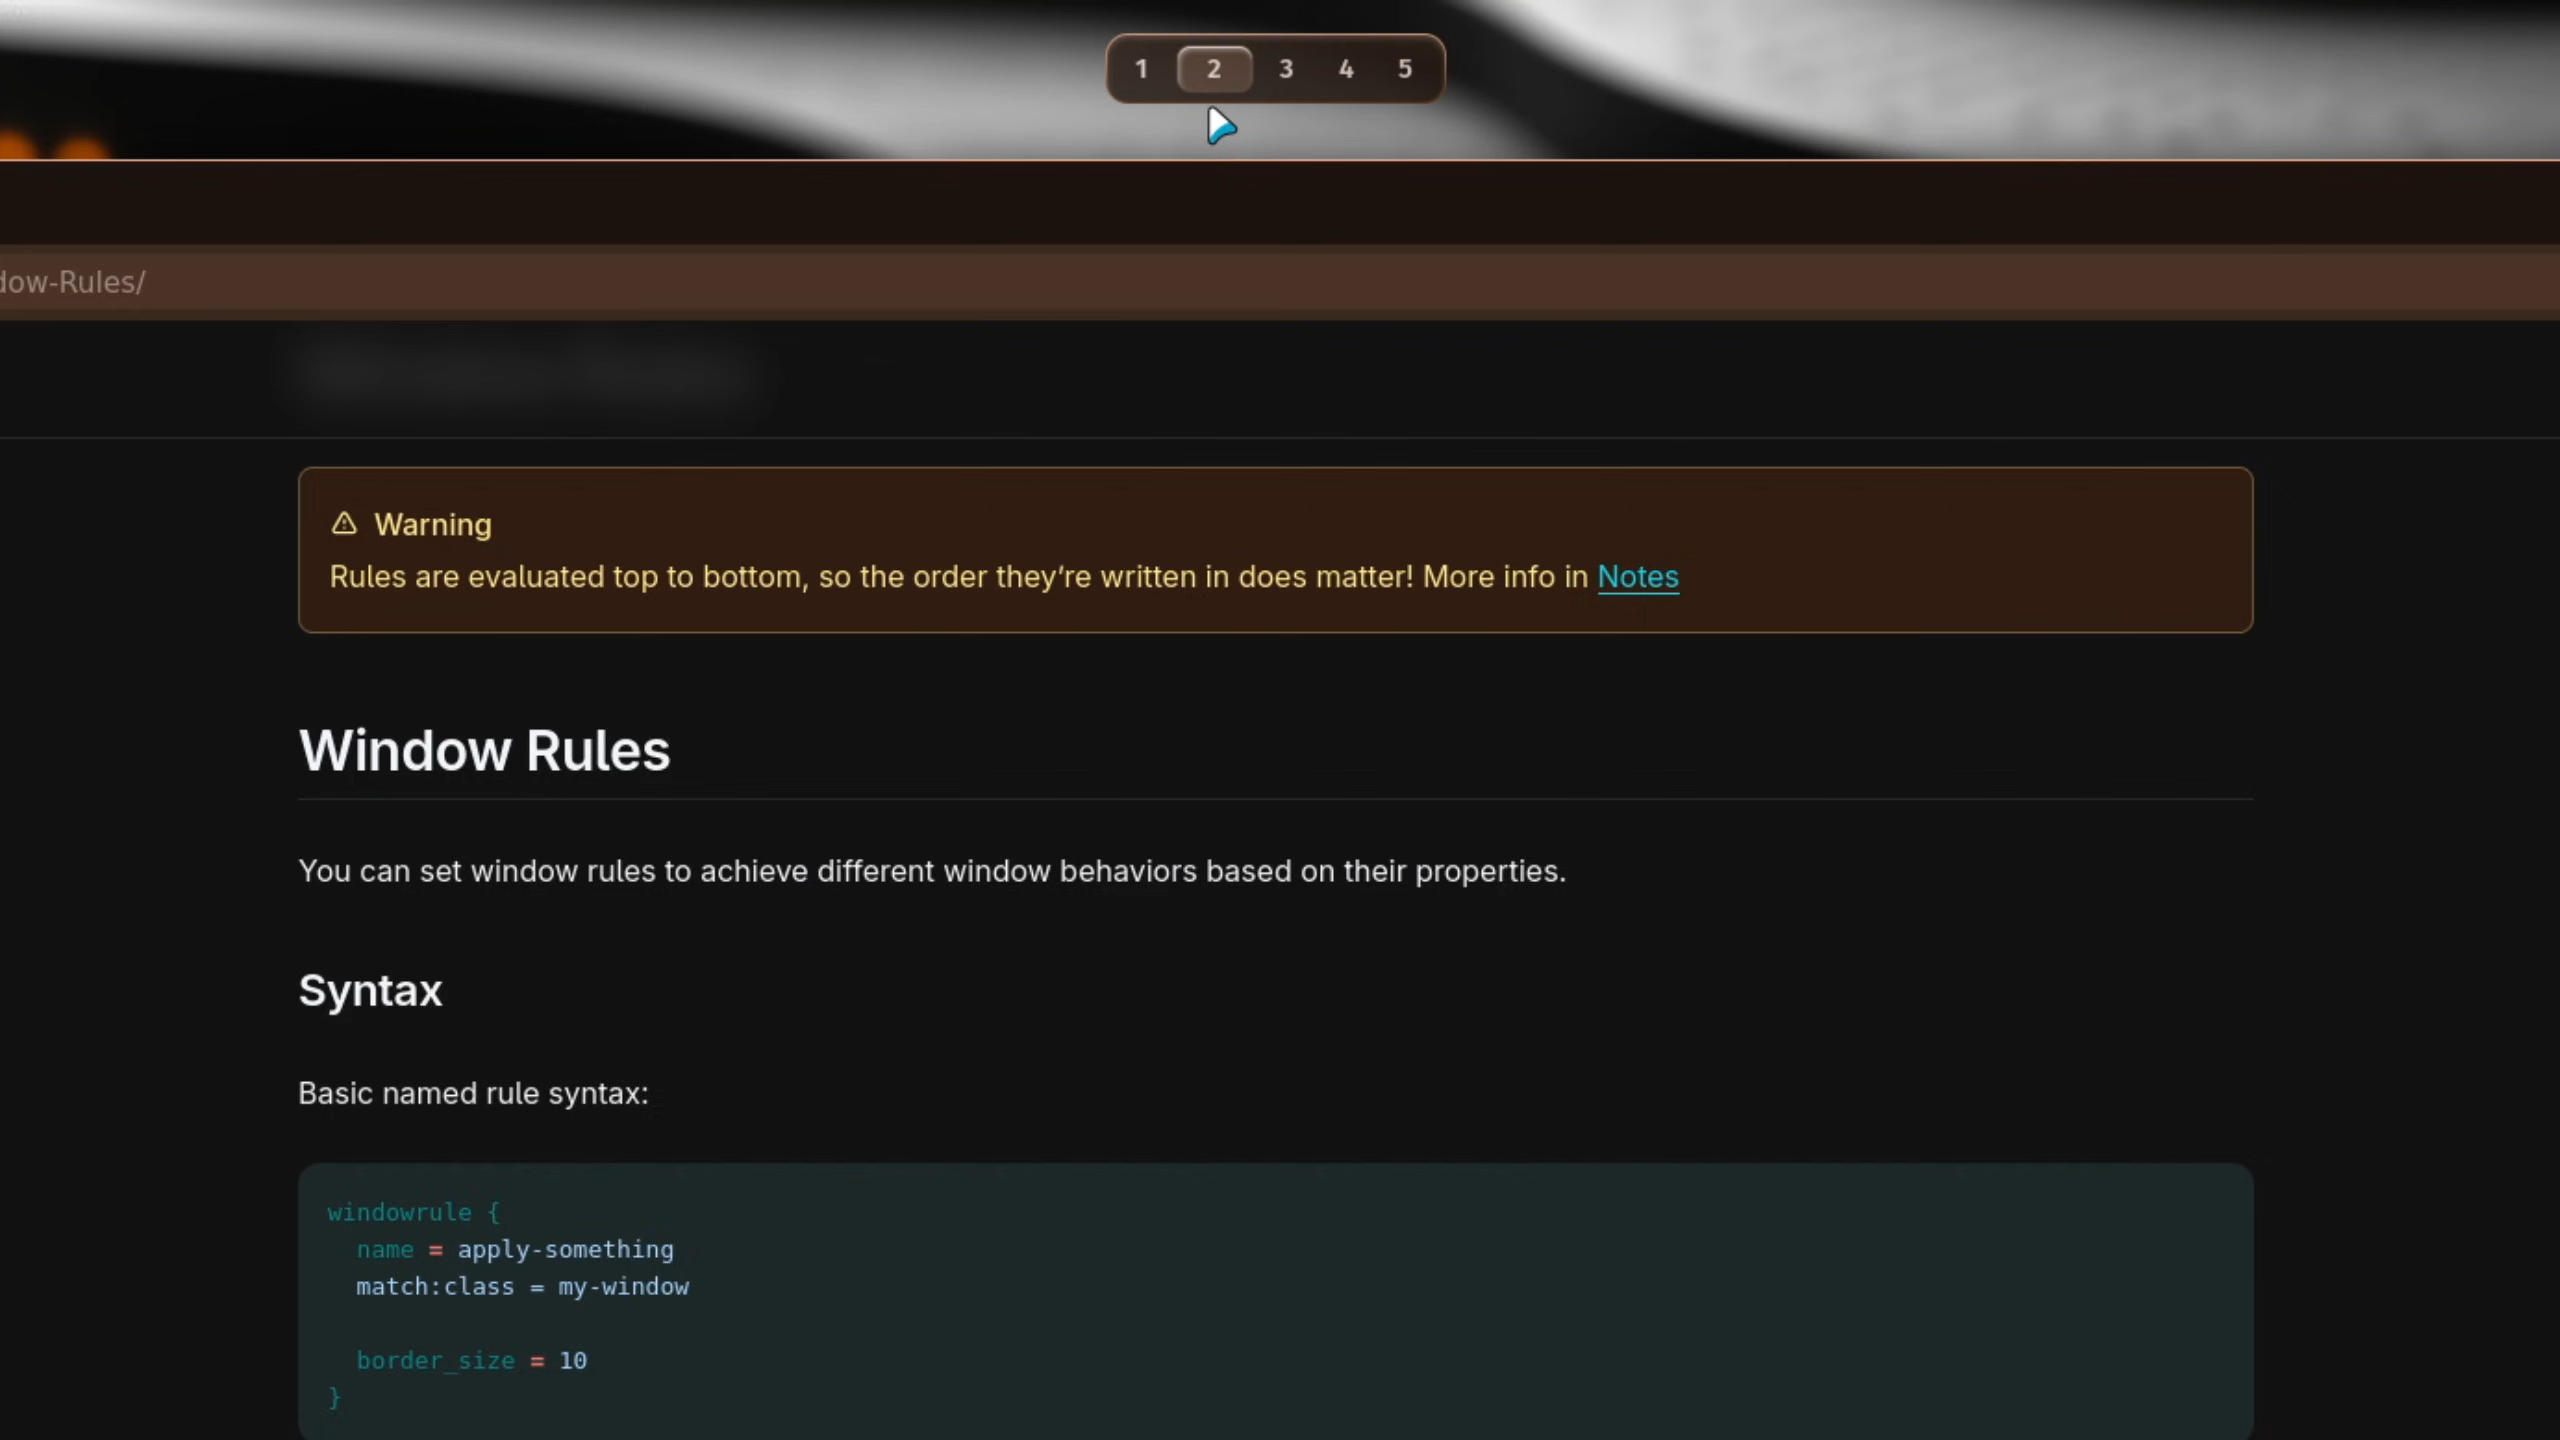 1 2 3 4 5
dow-Rules/
Warning
Rules are evaluated top to bottom, so the order they’re written in does matter! More info in Notes
Window Rules
You can set window rules to achieve different window behaviors based on their properties.
Syntax
Basic named rule syntax:
windowrule {
  name = apply-something
  match:class = my-window

  border_size = 10
}